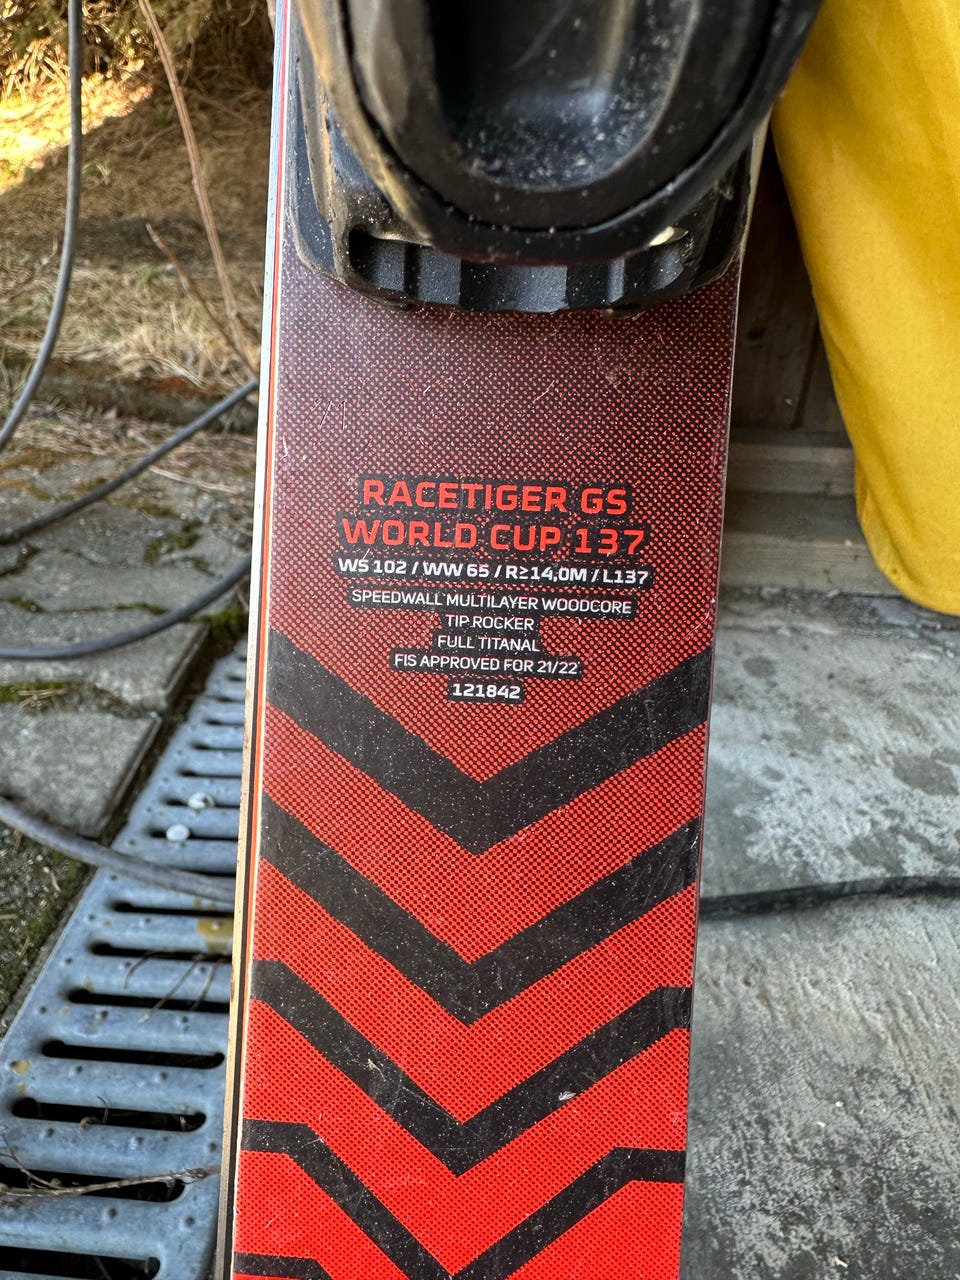 RACETIGER GS
WORLD CUP 137
WS 102 / WW 65 / R≥14,0M / L137
SPEEDWALL MULTILAYER WOODCORE
TIP ROCKER
FULL TITANAL
FIS APPROVED FOR 21/22
121842